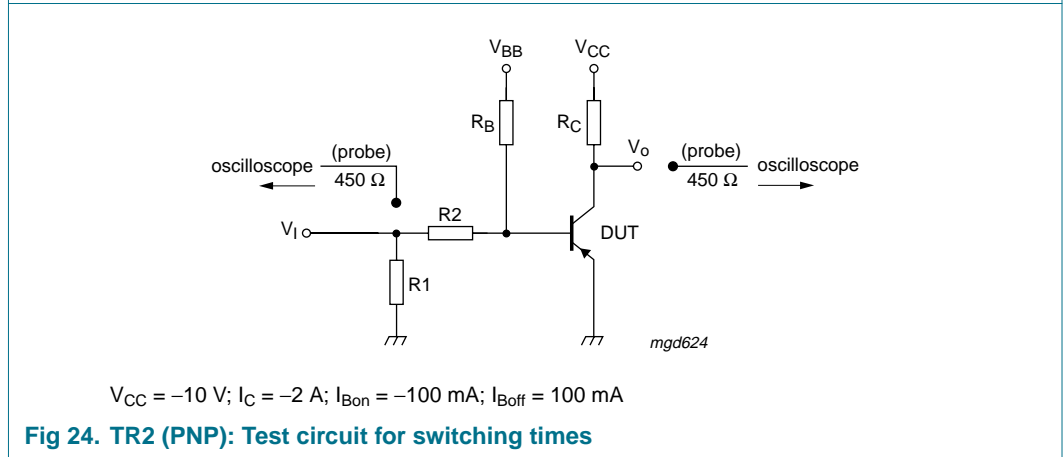 VBB
VCC
RB
RC
oscilloscope
(probe)
450 Ω
Vo
(probe)
450 Ω
oscilloscope
VI
R2
DUT
R1
mgd624
VCC = −10 V; IC = −2 A; IBon = −100 mA; IBoff = 100 mA
Fig 24. TR2 (PNP): Test circuit for switching times